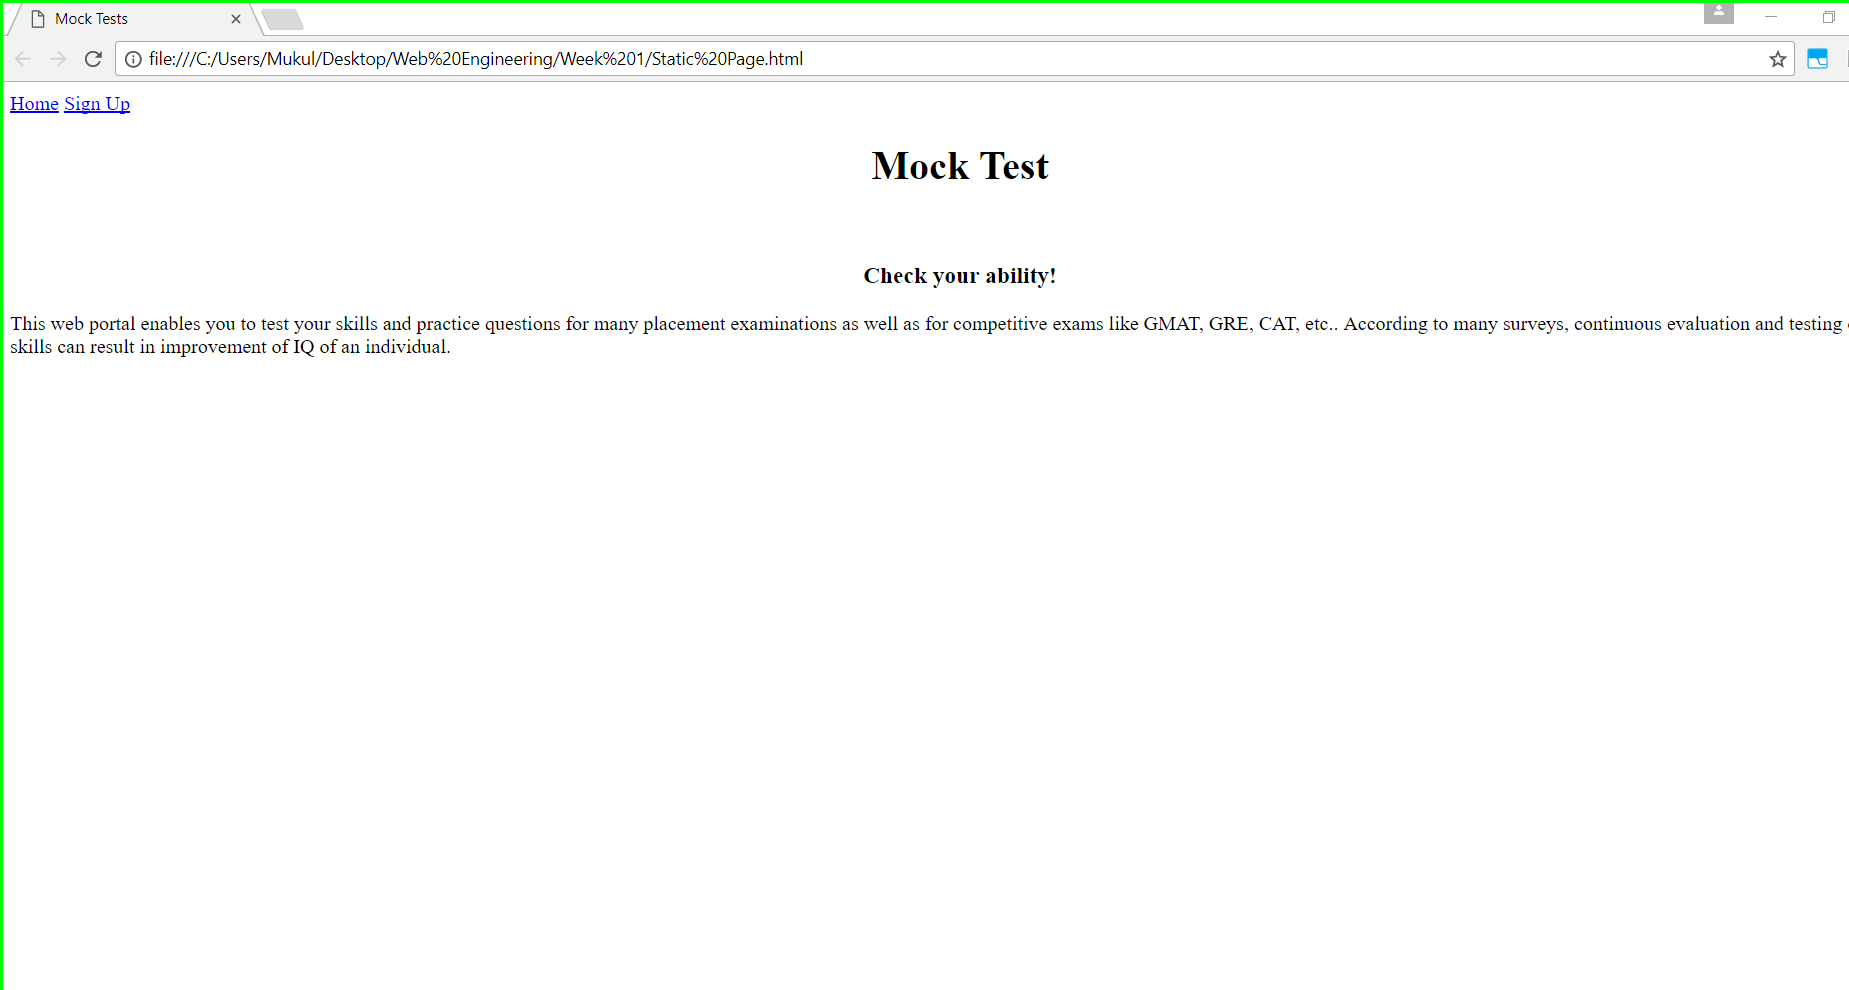 Mock Tests
file:///C:/Users/Mukul/Desktop/Web%20Engineering/Week%201/Static%20Page.html
Home Sign Up
Mock Test
Check your ability!
This web portal enables you to test your skills and practice questions for many placement examinations as well as for competitive exams like GMAT, GRE, CAT, etc.. According to many surveys, continuous evaluation and testing
skills can result in improvement of IQ of an individual.